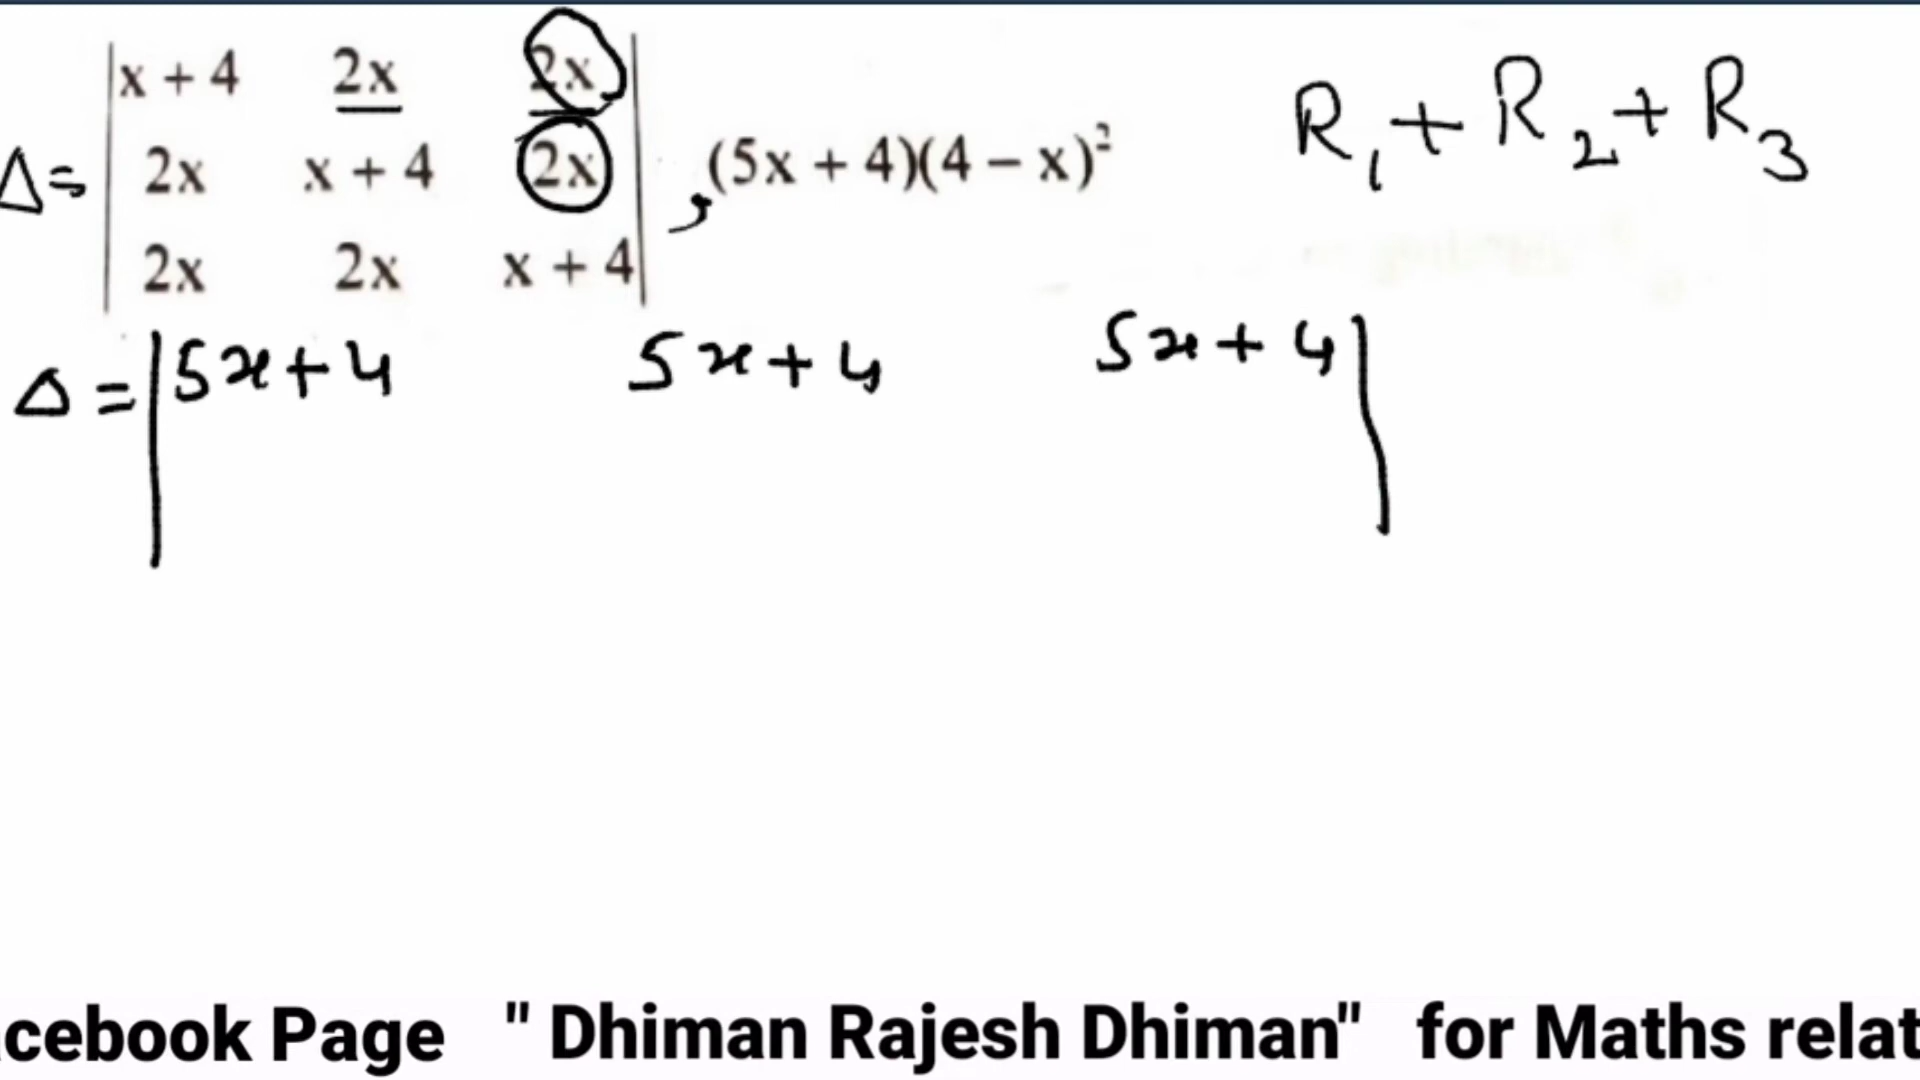 Δ = |x + 4 2x 2x|
|2x x + 4 2x| , (5x + 4)(4 − x)² R₁ + R₂ + R₃
|2x 2x x + 4|
Δ = |5x + 4 5x + 4 5x + 4|
cebook Page " Dhiman Rajesh Dhiman" for Maths relat